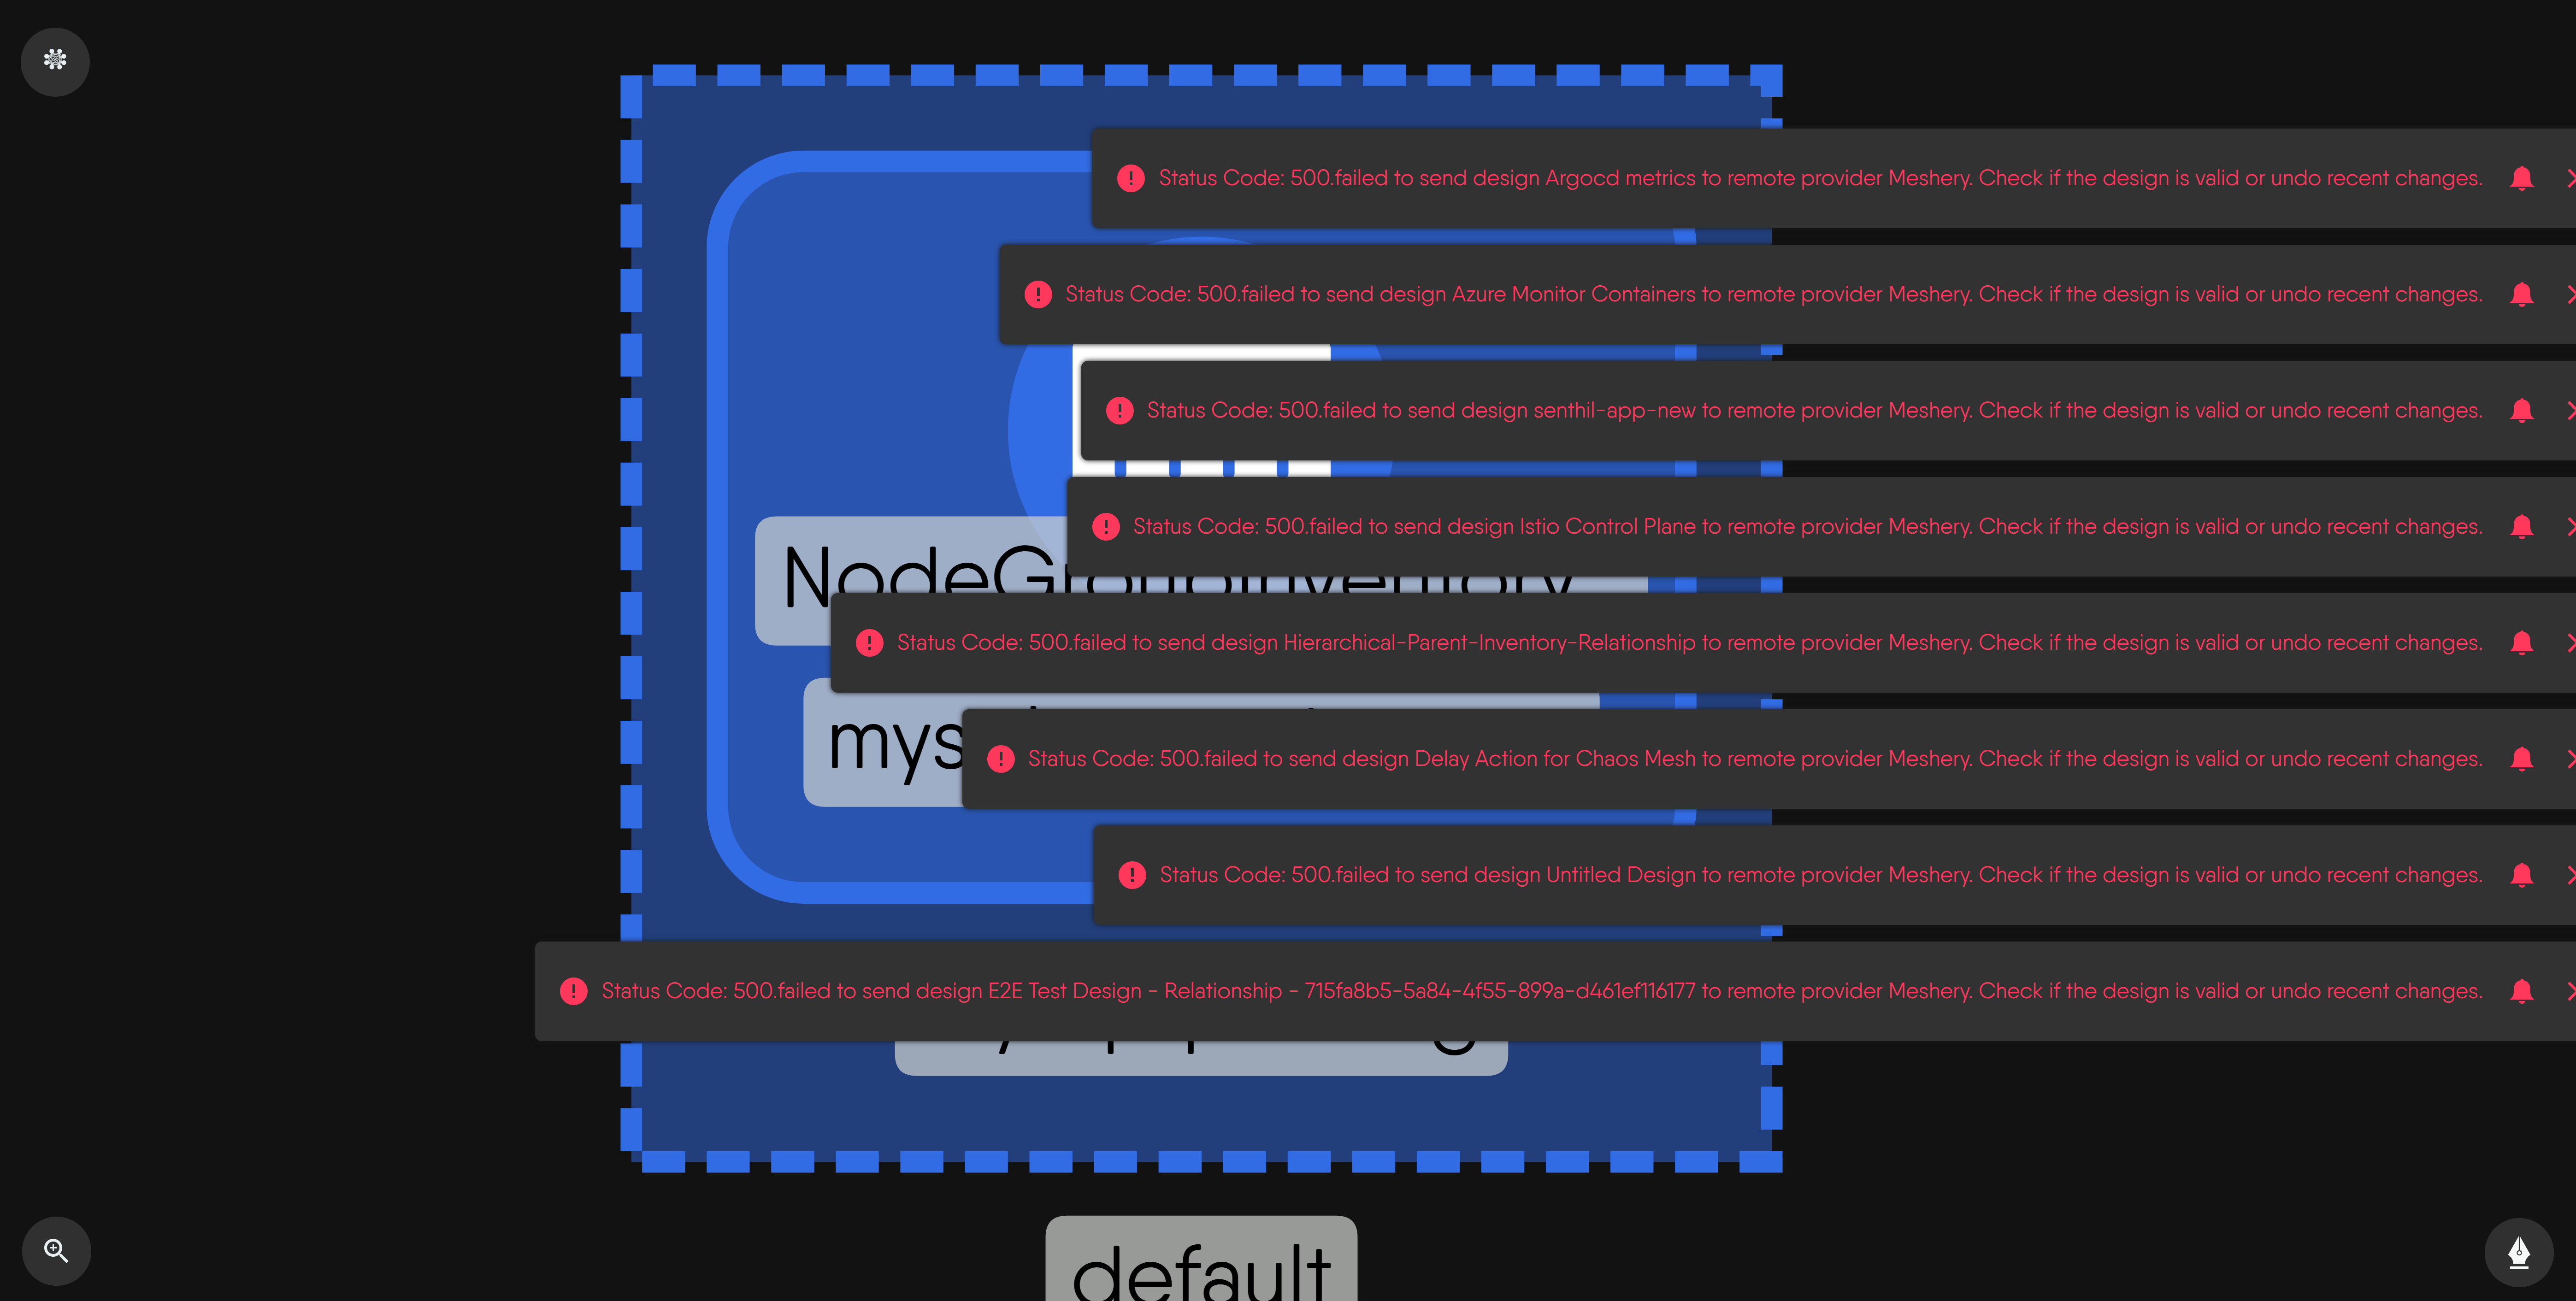 Status Code: 500.failed to send design Argocd metrics to remote provider Meshery. Check if the design is valid or undo recent changes.
Status Code: 500.failed to send design Azure Monitor Containers to remote provider Meshery. Check if the design is valid or undo recent changes.
Status Code: 500.failed to send design senthil-app-new to remote provider Meshery. Check if the design is valid or undo recent changes.
Status Code: 500.failed to send design Istio Control Plane to remote provider Meshery. Check if the design is valid or undo recent changes.
NodeGroupInventory
Status Code: 500.failed to send design Hierarchical-Parent-Inventory-Relationship to remote provider Meshery. Check if the design is valid or undo recent changes.
Status Code: 500.failed to send design Delay Action for Chaos Mesh to remote provider Meshery. Check if the design is valid or undo recent changes.
Status Code: 500.failed to send design Untitled Design to remote provider Meshery. Check if the design is valid or undo recent changes.
Status Code: 500.failed to send design E2E Test Design - Relationship - 715fa8b5-5a84-4f55-899a-d461ef116177 to remote provider Meshery. Check if the design is valid or undo recent changes.
default